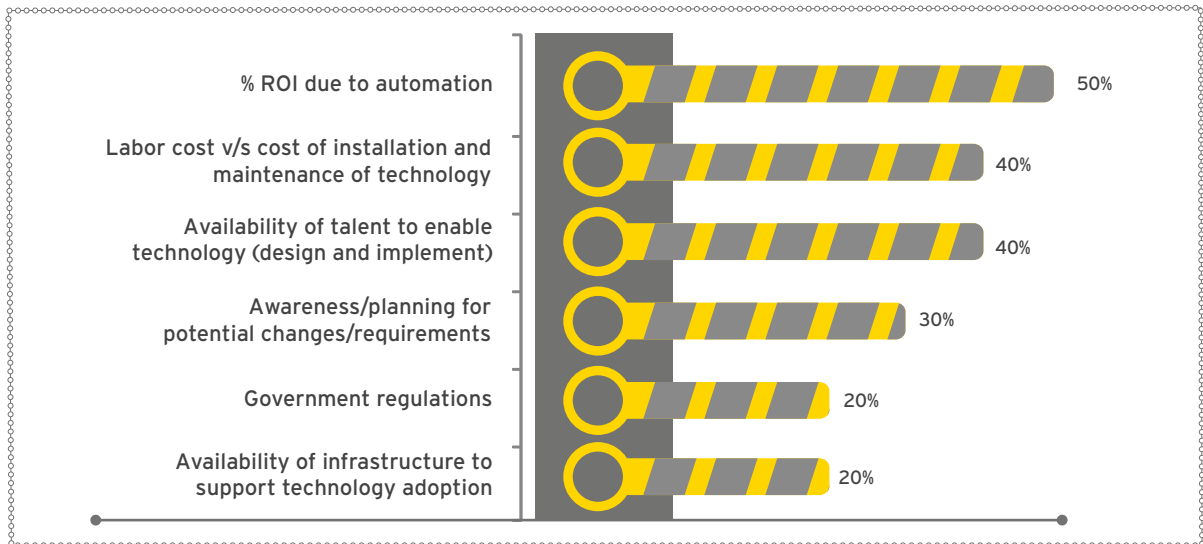 % ROI due to automation
50%
Labor cost v/s cost of installation and
maintenance of technology
40%
Availability of talent to enable
technology (design and implement)
40%
Awareness/planning for
potential changes/requirements
30%
Government regulations
20%
Availability of infrastructure to
support technology adoption
20%